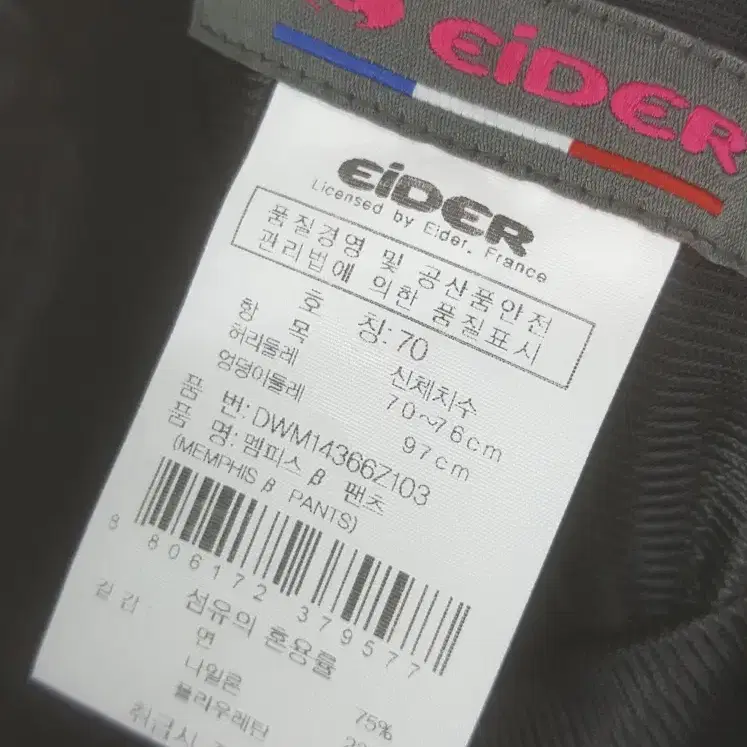 EiDER
EiDER
Licensed by Eider, France
품질경영 및 공산품안전
관리법에 의한 품질표시
호 칭: 70
항 목 신체치수
허리둘레 70~76cm
엉덩이둘레 97cm
품 번: DWM14366Z103
품 명: 멤피스 β 팬츠
(MEMPHIS β PANTS)
8 806172 379577
섬유의 혼용률
겉감 면
나일론 75%
폴리우레탄
취급시